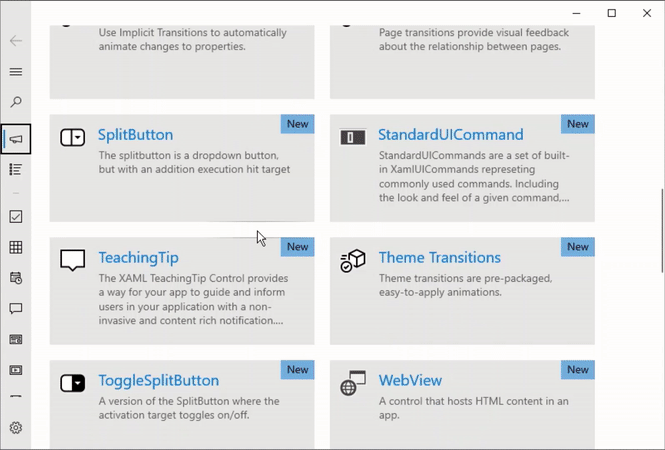 Use Implicit Transitions to automatically
animate changes to properties.
Page transitions provide visual feedback
about the relationship between pages.
New
SplitButton
The splitbutton is a dropdown button,
but with an addition execution hit target
New
StandardUICommand
StandardUICommands are a set of built-
in XamlUICommands represeting
commonly used commands. Including
the look and feel of a given command,...
New
TeachingTip
The XAML TeachingTip Control provides
a way for your app to guide and inform
users in your application with a non-
invasive and content rich notification....
New
Theme Transitions
Theme transitions are pre-packaged,
easy-to-apply animations.
New
ToggleSplitButton
A version of the SplitButton where the
activation target toggles on/off.
New
WebView
A control that hosts HTML content in an
app.